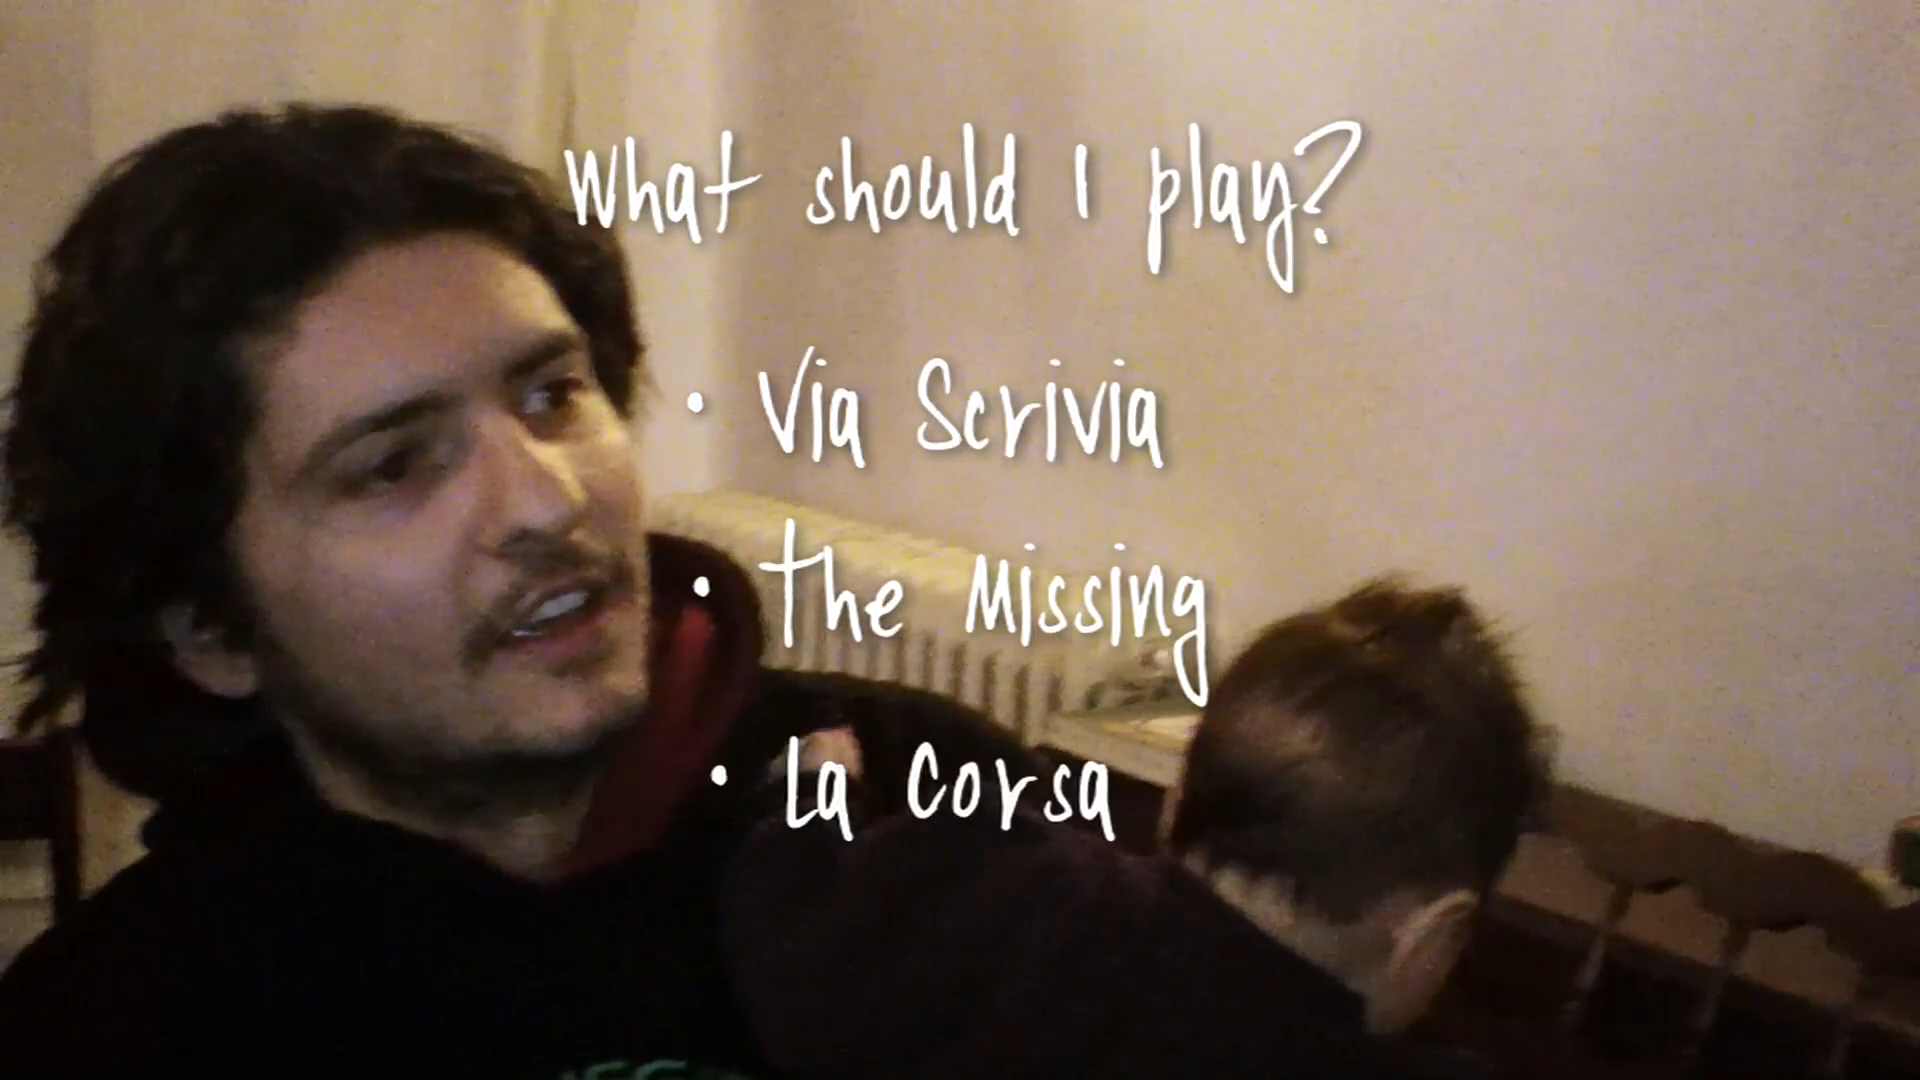 What should I play?
• Via Scrivia
• The Missing
• La Corsa